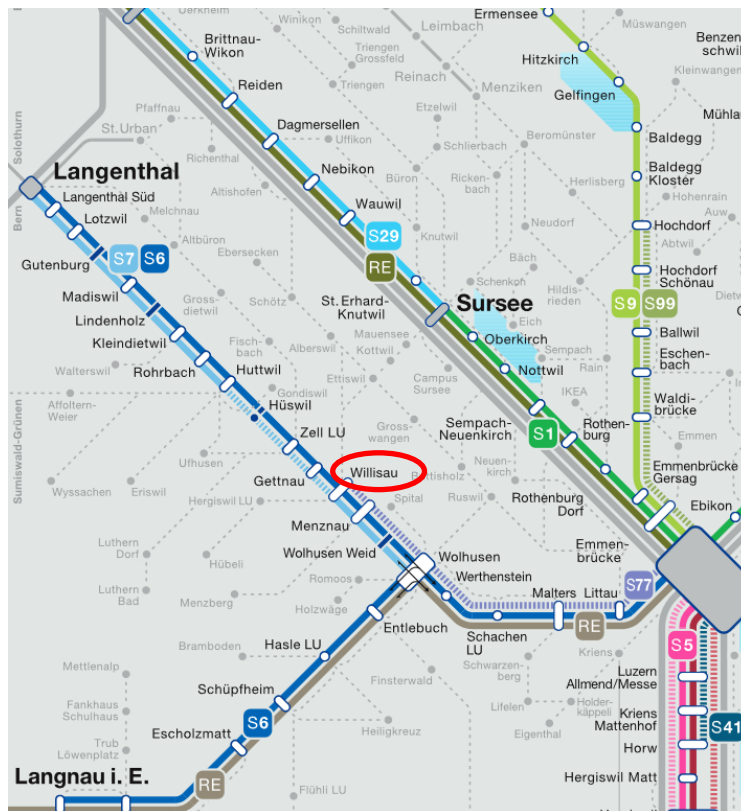 Oerkheim
Winikon
Schiltwald
Leimbach
Ermensee
Müswangen
Brittnau-
Wikon
Triengen
Grossfeld
Reinach
Hitzkirch
Benzen
schwil
Reiden
Triengen
Menziken
Gelfingen
Kleinwangen
Solothurn
Pfaffnau
St. Urban
Dagmersellen
Uffikon
Etzelwil
Schlierbach
Beromünster
Baldegg
Mühlau
Langenthal
Richenthal
Nebikon
Büron
Ricken-
bach
Herlisberg
Baldegg
Kloster
Bern
Langenthal Süd
Melchnau
Altishofen
Wauwil
Hohenrain
Auw
Lotzwil
Altbüron
S29
Knutwil
Neudorf
Hochdorf
Abtwil
Gutenburg
S7
S6
Ebersecken
RE
Bäch
Schenkon
Hildis-
rieden
Hochdorf
Schönau
Madiswil
Gross-
dietwil
Schötz
St. Erhard-
Knutwil
Sursee
S9
S99
Lindenholz
Mauensee
Eich
Oberkirch
Ballwil
Kleindietwil
Fisch-
bach
Alberswil
Kottwil
Sempach
Rain
Eschen-
bach
Walterswil
Rohrbach
Huttwil
Ettiswil
Campus
Sursee
Nottwil
IKEA
Sumiswald-Grünen
Affoltern-
Weier
Gondiswil
Hüswil
Gross-
wangen
Sempach-
Neuenkirch
S1
Rothen-
burg
Waldi-
brücke
Emmen
Zell LU
Ufhusen
Willisau
Buttisholz
Neuen-
kirch
Emmenbrücke
Gersag
Wyssachen
Eriswil
Gettnau
Hergiswil LU
Spital
Ruswil
Rothenburg
Dorf
Ebikon
Menznau
Luthern
Dorf
Hübeli
Wolhusen Weid
Wolhusen
Emmen-
brücke
Luthern
Bad
Menzberg
Romoos
Werthenstein
Malters
Littau
S77
Holzwäge
Entlebuch
Schachen
LU
RE
Kriens
S5
Bramboden
Hasle LU
Schwarzen-
berg
Mettlenalp
Finsterwald
Luzern
Allmend/Messe
Schüpfheim
Lifelen
Holder-
käppeli
Fankhaus
Schulhaus
Kriens
Mattenhof
S41
S6
Heiligkreuz
Eigenthal
Escholzmatt
Trub
Löwenplatz
Horw
Langnau i. E.
RE
Flühli LU
Hergiswil Matt